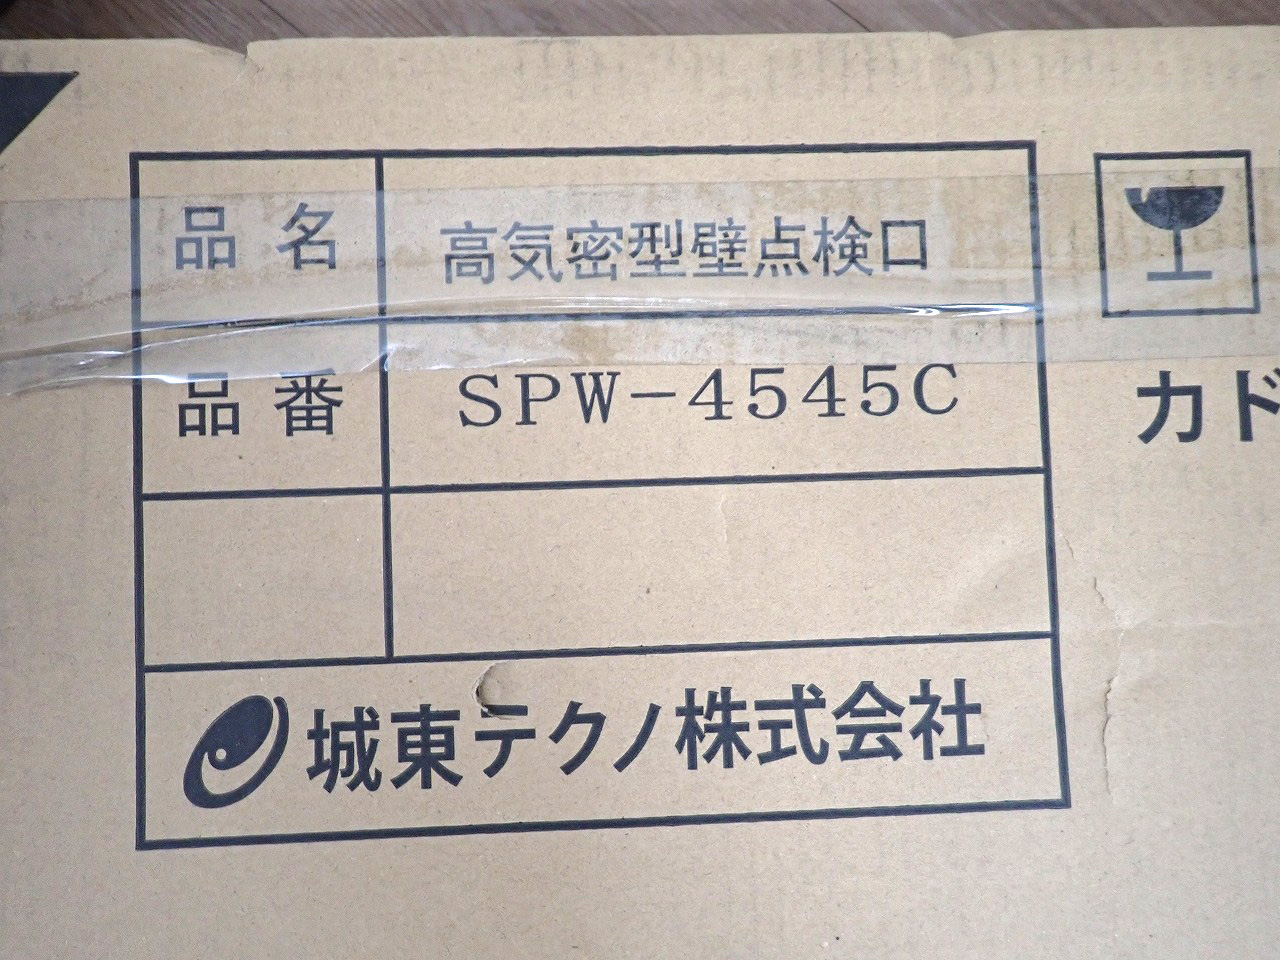 品名 高気密型壁点検口
品番 SPW-4545C
城東テクノ株式会社
カド